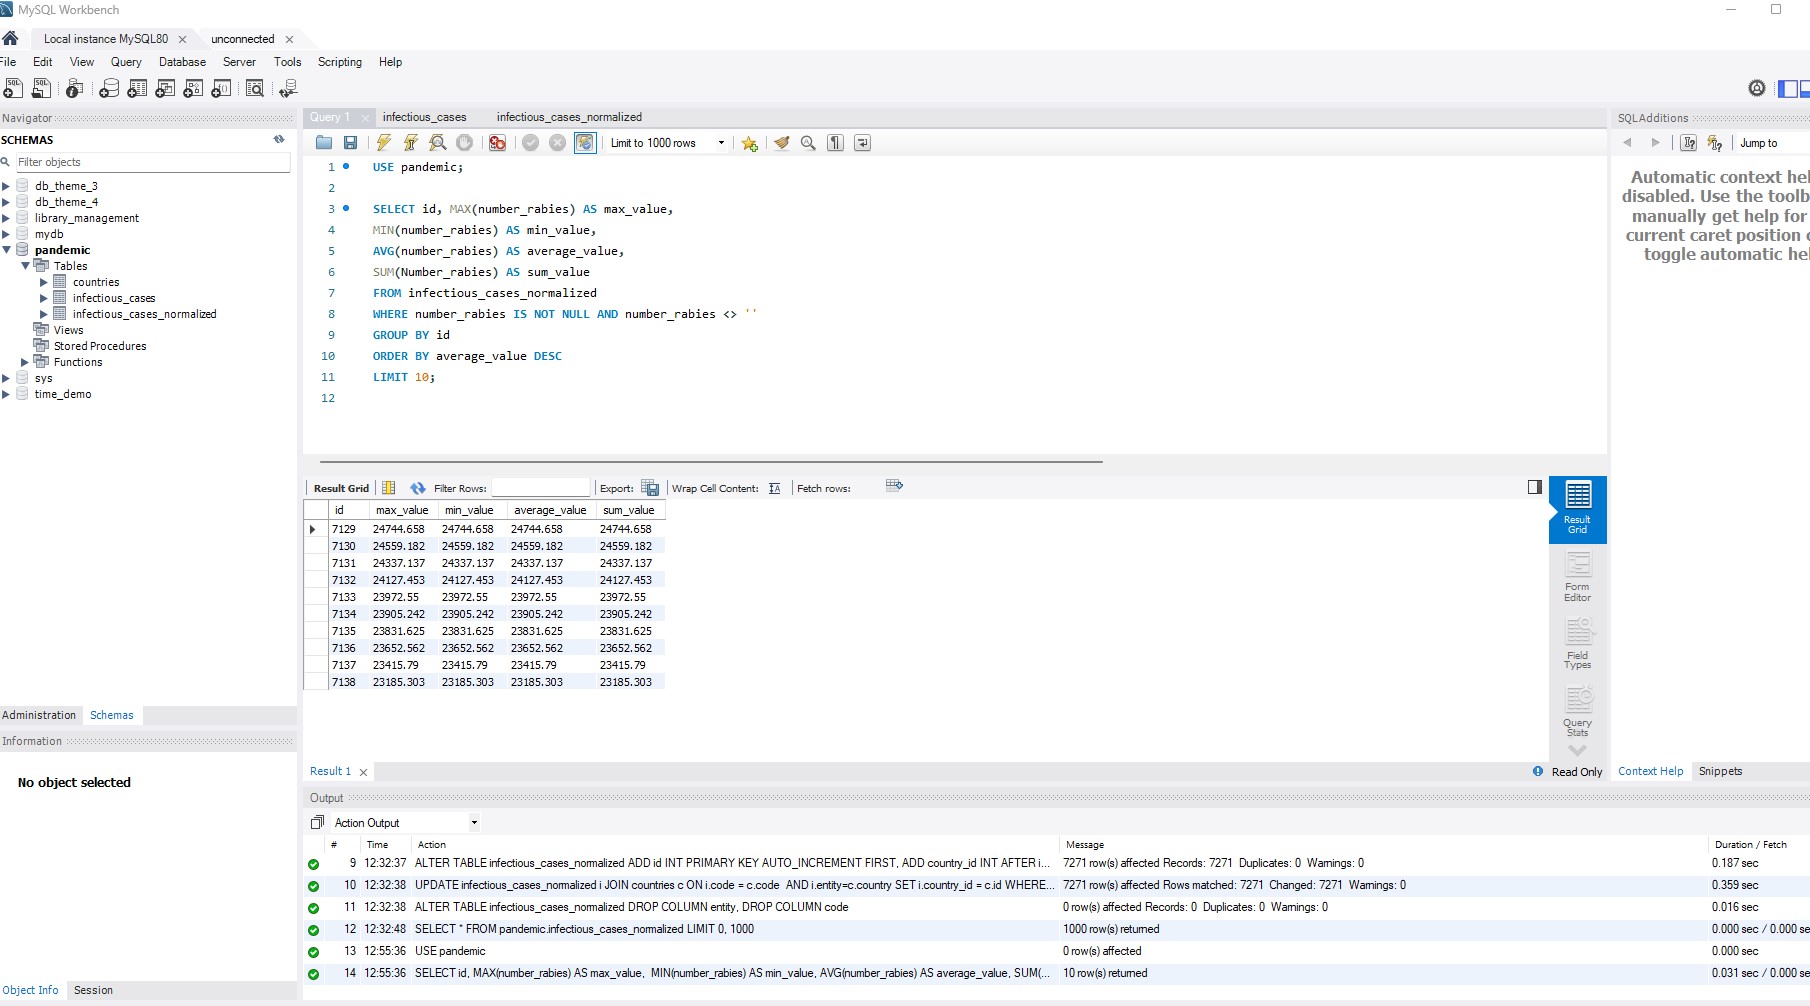 MySQL Workbench
Local instance MySQL80
unconnected
File Edit View Query Database Server Tools Scripting Help
Navigator
SCHEMAS
Filter objects
db_theme_3
db_theme_4
library_management
mydb
pandemic
Tables
countries
infectious_cases
infectious_cases_normalized
Views
Stored Procedures
Functions
sys
time_demo
Administration Schemas
Information
No object selected
Object Info Session
Query 1 infectious_cases infectious_cases_normalized
Limit to 1000 rows
1 USE pandemic;
2
3 SELECT id, MAX(number_rabies) AS max_value,
4 MIN(number_rabies) AS min_value,
5 AVG(number_rabies) AS average_value,
6 SUM(Number_rabies) AS sum_value
7 FROM infectious_cases_normalized
8 WHERE number_rabies IS NOT NULL AND number_rabies <> ''
9 GROUP BY id
10 ORDER BY average_value DESC
11 LIMIT 10;
12
Result Grid Filter Rows: Export: Wrap Cell Content: Fetch rows:
id max_value min_value average_value sum_value
7129 24744.658 24744.658 24744.658 24744.658
7130 24559.182 24559.182 24559.182 24559.182
7131 24337.137 24337.137 24337.137 24337.137
7132 24127.453 24127.453 24127.453 24127.453
7133 23972.55 23972.55 23972.55 23972.55
7134 23905.242 23905.242 23905.242 23905.242
7135 23831.625 23831.625 23831.625 23831.625
7136 23652.562 23652.562 23652.562 23652.562
7137 23415.79 23415.79 23415.79 23415.79
7138 23185.303 23185.303 23185.303 23185.303
Result Grid
Form Editor
Field Types
Query Stats
Result 1
Read Only
SQLAdditions
Jump to
Automatic context hel
disabled. Use the toolb
manually get help for
current caret position o
toggle automatic hel
Context Help Snippets
Output
Action Output
# Time Action Message Duration / Fetch
9 12:32:37 ALTER TABLE infectious_cases_normalized ADD id INT PRIMARY KEY AUTO_INCREMENT FIRST, ADD country_id INT AFTER i... 7271 row(s) affected Records: 7271 Duplicates: 0 Warnings: 0 0.187 sec
10 12:32:38 UPDATE infectious_cases_normalized i JOIN countries c ON i.code = c.code AND i.entity=c.country SET i.country_id = c.id WHERE... 7271 row(s) affected Rows matched: 7271 Changed: 7271 Warnings: 0 0.359 sec
11 12:32:38 ALTER TABLE infectious_cases_normalized DROP COLUMN entity, DROP COLUMN code 0 row(s) affected Records: 0 Duplicates: 0 Warnings: 0 0.016 sec
12 12:32:48 SELECT * FROM pandemic.infectious_cases_normalized LIMIT 0, 1000 1000 row(s) returned 0.000 sec / 0.000 se
13 12:55:36 USE pandemic 0 row(s) affected 0.000 sec
14 12:55:36 SELECT id, MAX(number_rabies) AS max_value, MIN(number_rabies) AS min_value, AVG(number_rabies) AS average_value, SUM(... 10 row(s) returned 0.031 sec / 0.000 se